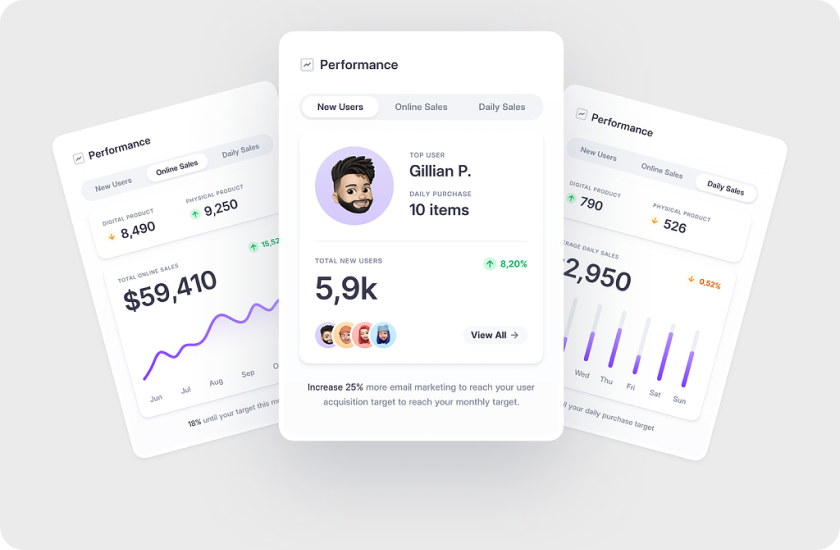 Performance
New Users Online Sales Daily Sales
DIGITAL PRODUCT PHYSICAL PRODUCT
8,490 9,250
TOTAL ONLINE SALES
$59,410
Jun Jul Aug Sep
18% until your target this
Performance
New Users Online Sales Daily Sales
TOP USER
Gillian P.
DAILY PURCHASE
10 items
TOTAL NEW USERS
8,20%
5,9k
View All →
Increase 25% more email marketing to reach your user
acquisition target to reach your monthly target.
Performance
New Users Online Sales Daily Sales
DIGITAL PRODUCT PHYSICAL PRODUCT
790 526
DAILY SALES
2,950
0,52%
Wed Thu Fri Sat Sun
your daily purchase target